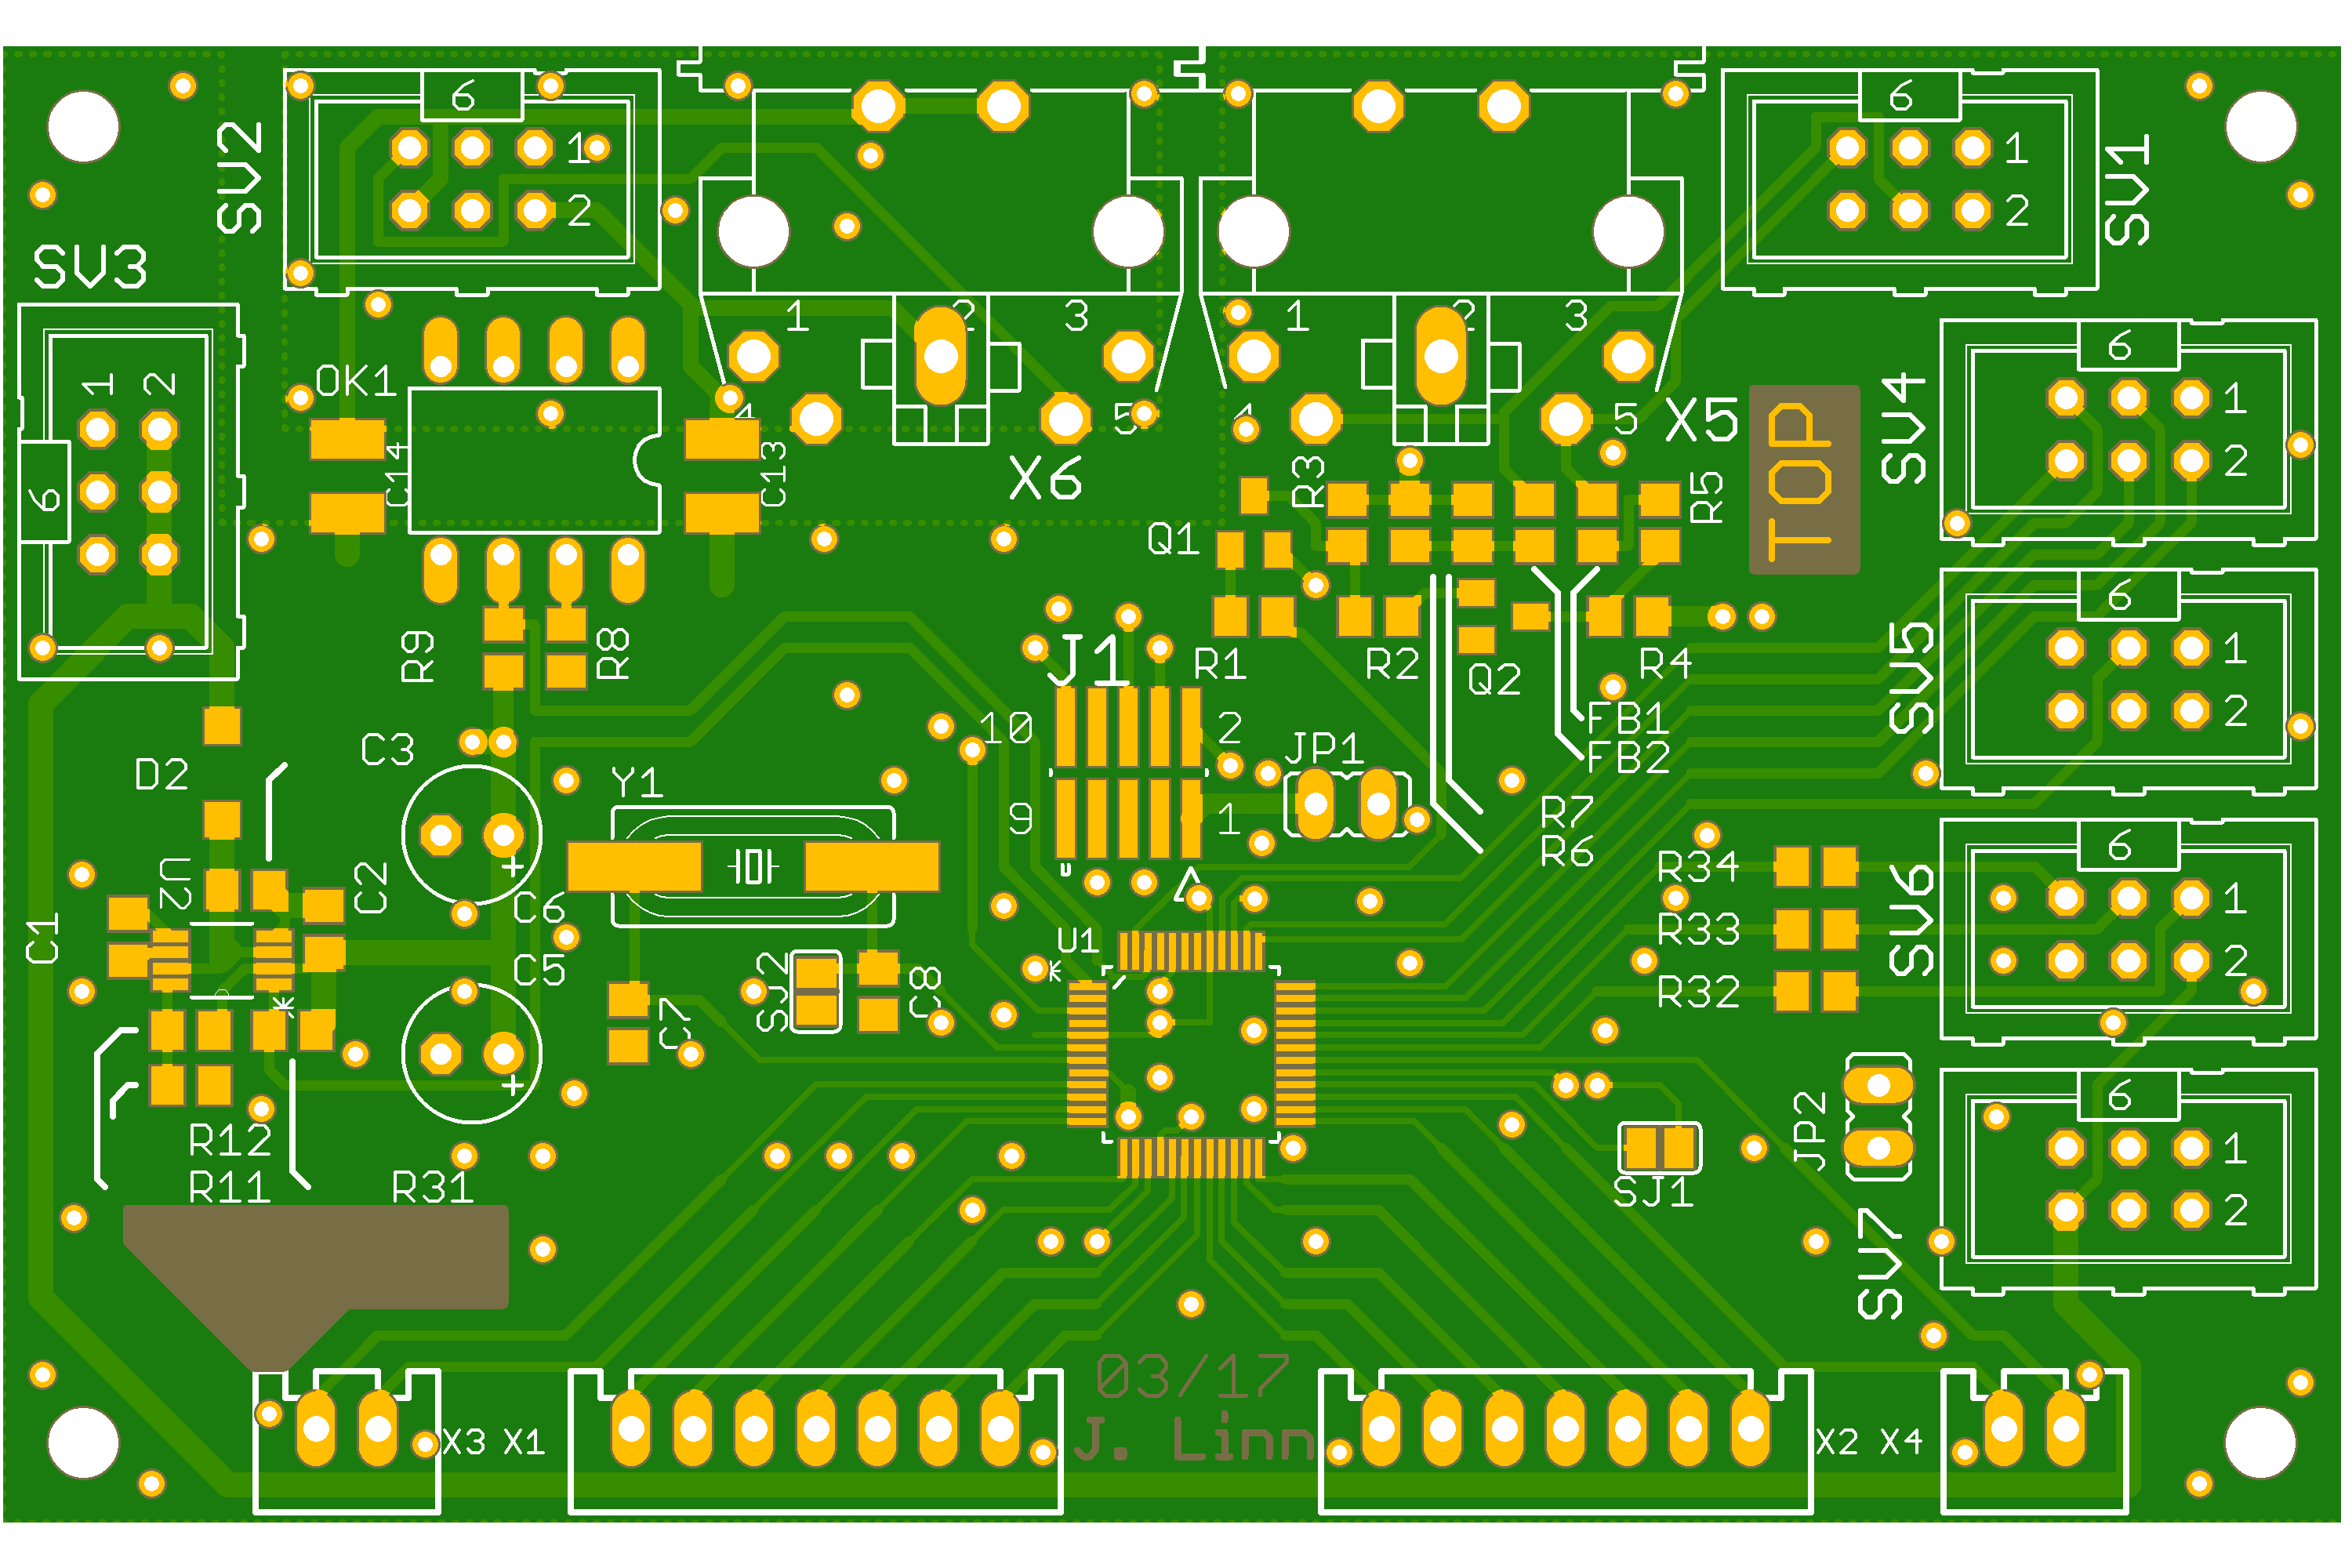 6
1
2
SV2
6
1
2
SV1
SV3
1
2
3
1
2
3
1
2
OK1
6
1
2
SV4
4
5
4
5
X5
TOP
C14
C13
X6
R3
R5
6
Q1
R9
R8
J1
R1
R2
Q2
R4
6
1
2
SV5
FB1
FB2
10
2
C3
D2
Y1
JP1
9
1
R7
R6
6
1
2
SV6
R34
R33
R32
U2
C2
C1
C6
C5
+
+
U1
SJ2
C8
C7
6
1
2
JP2
SJ1
SV7
R12
R11
R31
03/17
J. Linn
X3 X1
X2 X4